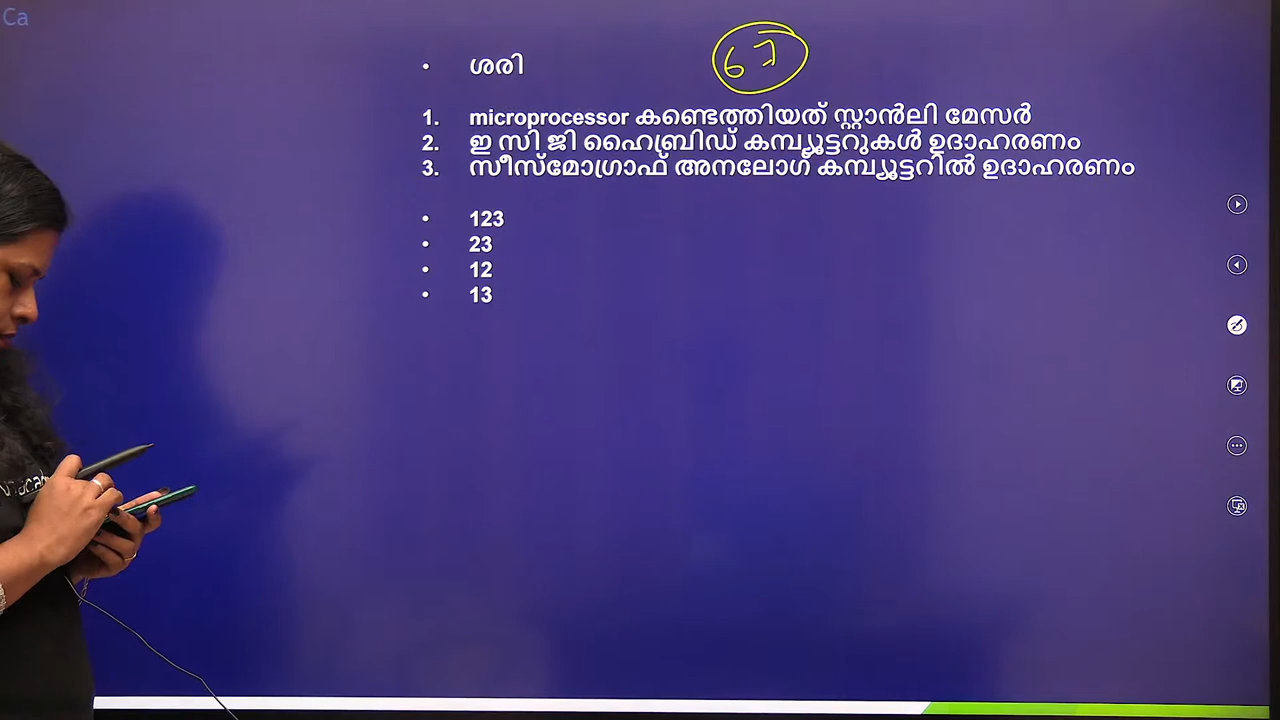 Ca
67
• ശരി
1. microprocessor കണ്ടെത്തിയത് സ്റ്റാൻലി മേസർ
2. ഇ സി ജി ഹൈബ്രിഡ് കമ്പ്യൂട്ടറുകൾ ഉദാഹരണം
3. സീസ്മോഗ്രാഫ് അനലോഗ് കമ്പ്യൂട്ടറിൽ ഉദാഹരണം
• 123
• 23
• 12
• 13